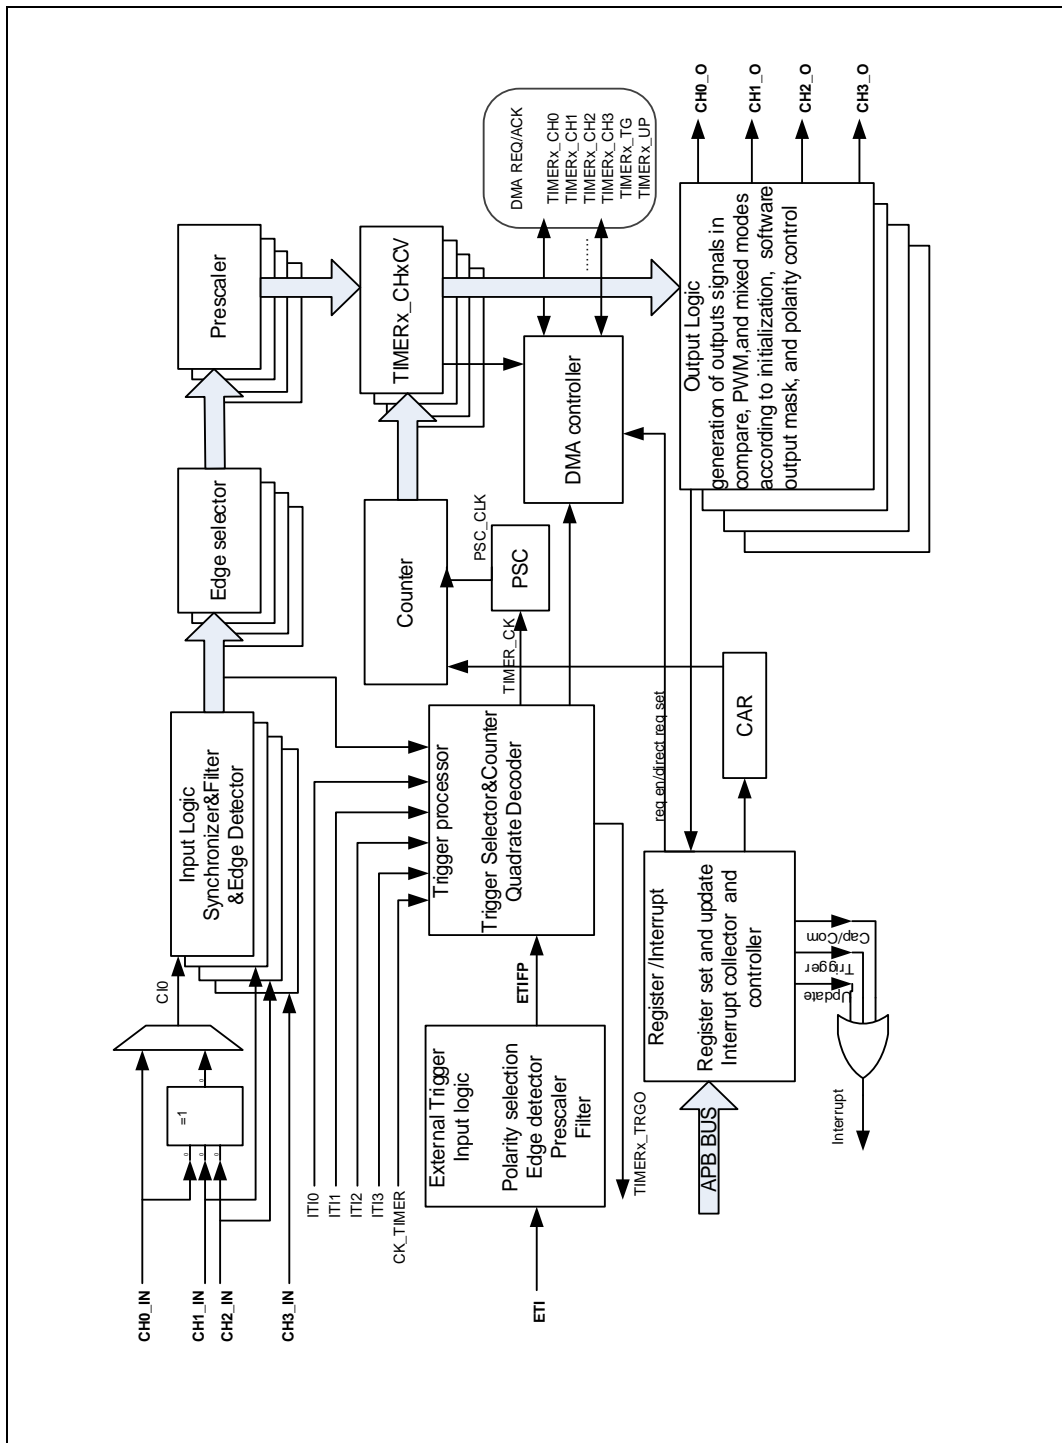 CH0_IN
CH1_IN
CH2_IN
CH3_IN
=1
CI0
Input Logic
Synchronizer&Filter
&Edge Detector
Edge selector
Prescaler
ITI0
ITI1
ITI2
ITI3
CK_TIMER
Trigger processor
Trigger Selector&Counter
Quadrate Decoder
Counter
TIMERx_CHxCV
TIMER_CK
PSC
PSC_CLK
DMA controller
DMA REQ/ACK
TIMERx_CH0
TIMERx_CH1
TIMERx_CH2
TIMERx_CH3
TIMERx_TG
TIMERx_UP
ETI
External Trigger
Input logic
Polarity selection
Edge detector
Prescaler
Filter
ETIFP
TIMERx_TRGO
APB BUS
Register /Interrupt
Register set and update
Interrupt collector and
controller
req en/direct req set
CAR
Update
Trigger
Cap/Com
Interrupt
Output Logic
generation of outputs signals in
compare, PWM,and mixed modes
according to initialization, software
output mask, and polarity control
CH0_O
CH1_O
CH2_O
CH3_O